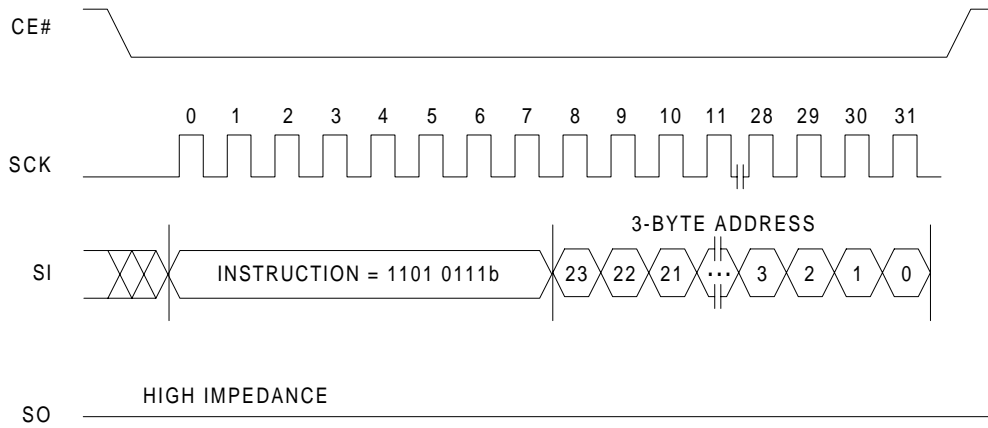 CE#
0 1 2 3 4 5 6 7 8 9 10 11 28 29 30 31
SCK
3-BYTE ADDRESS
SI INSTRUCTION = 1101 0111b 23 22 21 ... 3 2 1 0
HIGH IMPEDANCE
SO